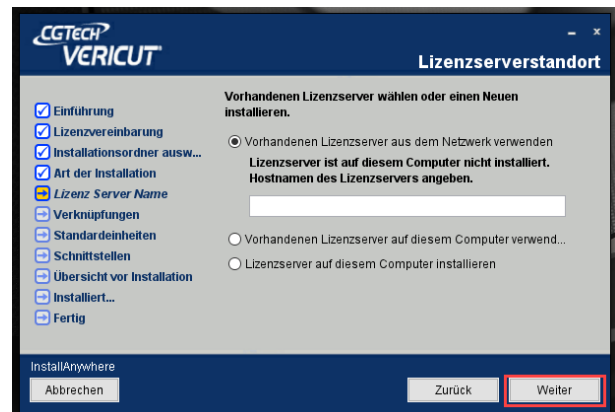 CGTECH
VERICUT
Lizenzserverstandort
Einführung
Lizenzvereinbarung
Installationsordner ausw...
Art der Installation
Lizenz Server Name
Verknüpfungen
Standardeinheiten
Schnittstellen
Übersicht vor Installation
Installiert...
Fertig
Vorhandenen Lizenzserver wählen oder einen Neuen
installieren.
Vorhandenen Lizenzserver aus dem Netzwerk verwenden
Lizenzserver ist auf diesem Computer nicht installiert.
Hostnamen des Lizenzservers angeben.
Vorhandenen Lizenzserver auf diesem Computer verwend...
Lizenzserver auf diesem Computer installieren
InstallAnywhere
Abbrechen
Zurück
Weiter